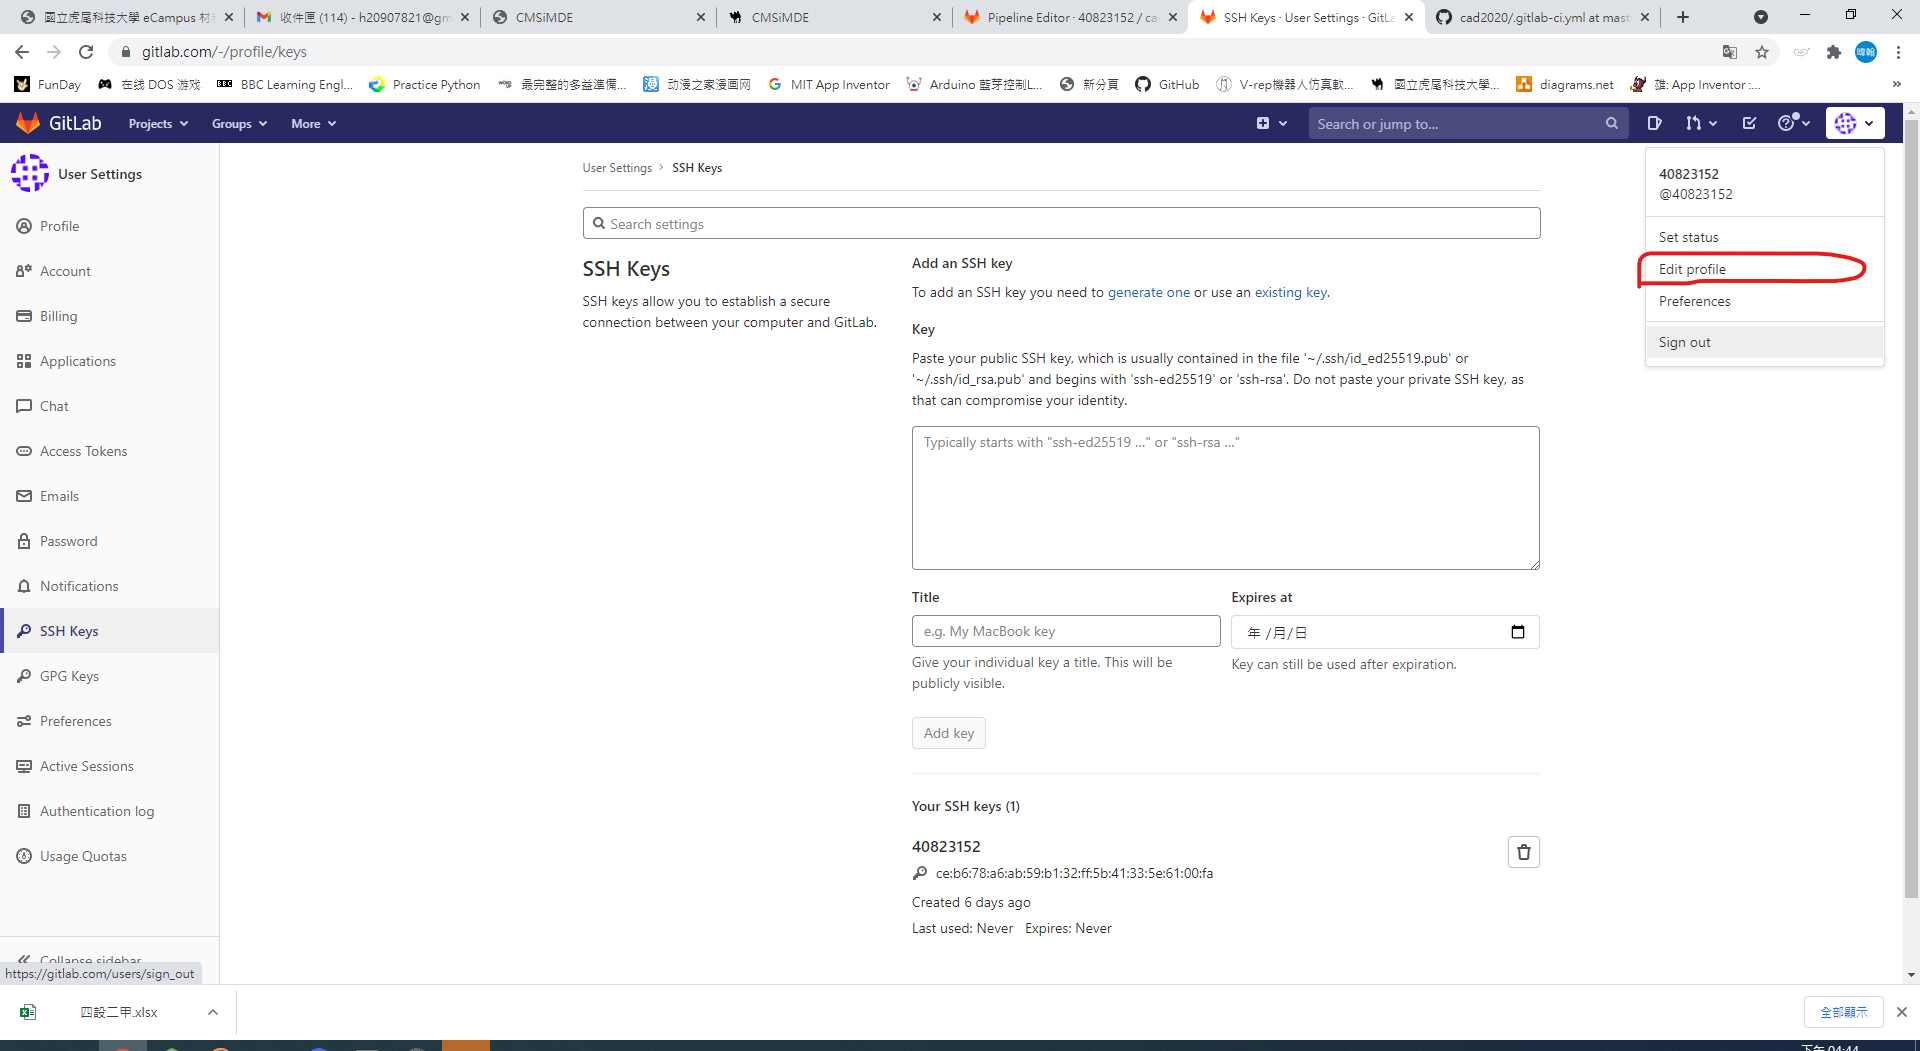 國立虎尾科技大學 eCampus
收件匣 (114) - h20907821@gm
CMSiMDE
CMSiMDE
Pipeline Editor · 40823152 / ca
SSH Keys · User Settings · GitLa
cad2020/.gitlab-ci.yml at mast
gitlab.com/-/profile/keys
FunDay
在线 DOS 游戏
BBC Learning Engl...
Practice Python
最完整的多益準備...
动漫之家漫画网
MIT App Inventor
Arduino 藍芽控制L...
新分頁
GitHub
V-rep機器人仿真軟...
國立虎尾科技大學...
diagrams.net
雄: App Inventor :...
»
GitLab
Projects
Groups
More
Search or jump to...
User Settings
Profile
Account
Billing
Applications
Chat
Access Tokens
Emails
Password
Notifications
SSH Keys
GPG Keys
Preferences
Active Sessions
Authentication log
Usage Quotas
Collapse sidebar
https://gitlab.com/users/sign_out
User Settings › SSH Keys
Search settings
SSH Keys
SSH keys allow you to establish a secure
connection between your computer and GitLab.
Add an SSH key
To add an SSH key you need to generate one or use an existing key.
Key
Paste your public SSH key, which is usually contained in the file '~/.ssh/id_ed25519.pub' or
'~/.ssh/id_rsa.pub' and begins with 'ssh-ed25519' or 'ssh-rsa'. Do not paste your private SSH key, as
that can compromise your identity.
Typically starts with "ssh-ed25519 ..." or "ssh-rsa ..."
Title
e.g. My MacBook key
Give your individual key a title. This will be
publicly visible.
Expires at
年 /月/日
Key can still be used after expiration.
Add key
Your SSH keys (1)
40823152
ce:b6:78:a6:ab:59:b1:32:ff:5b:41:33:5e:61:00:fa
Created 6 days ago
Last used: Never Expires: Never
40823152
@40823152
Set status
Edit profile
Preferences
Sign out
四設二甲.xlsx
全部顯示
下午 04:44